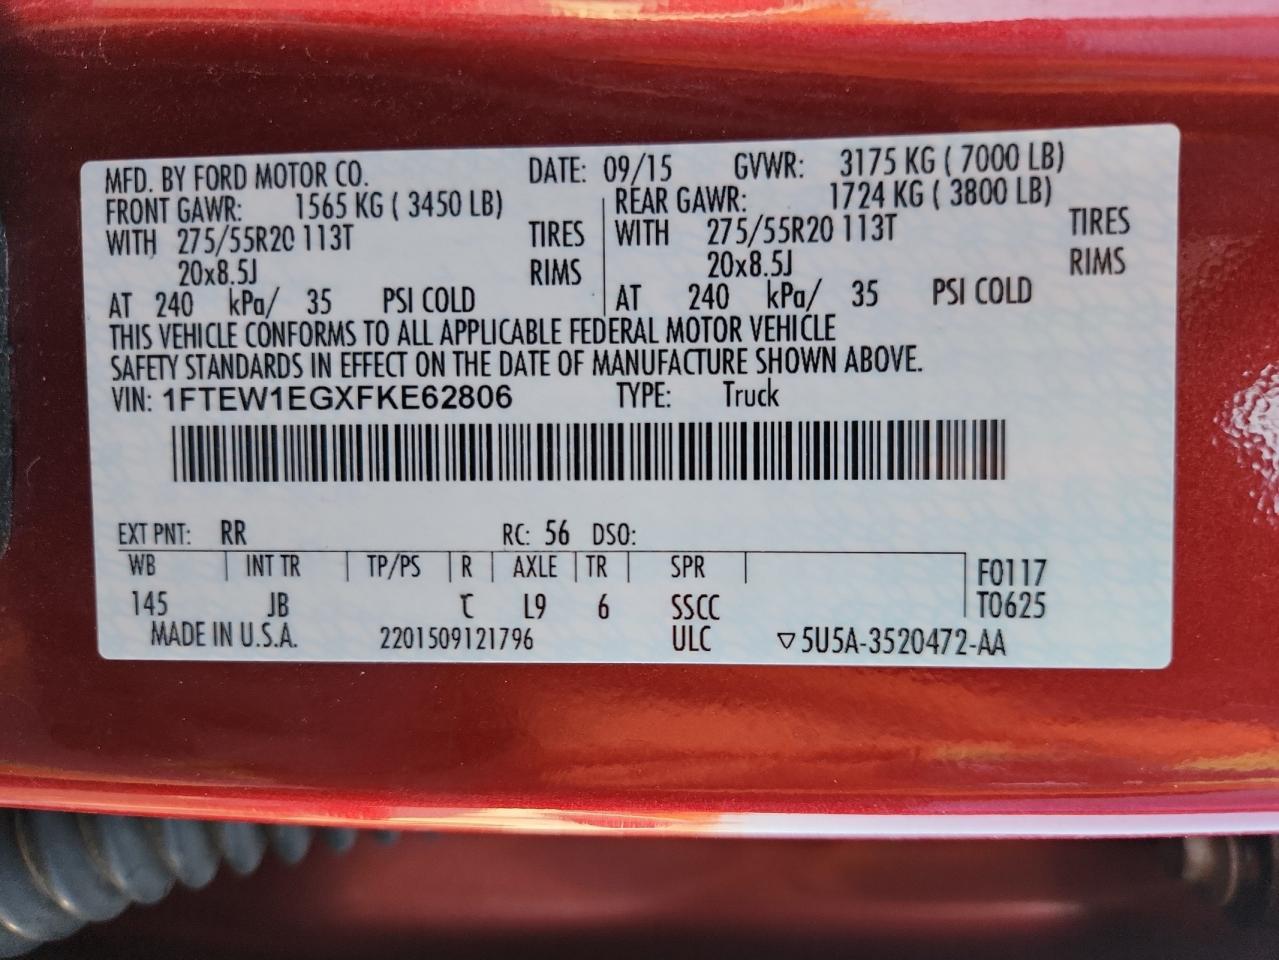 MFD. BY FORD MOTOR CO. DATE: 09/15 GVWR: 3175 KG ( 7000 LB)
FRONT GAWR: 1565 KG ( 3450 LB) REAR GAWR: 1724 KG ( 3800 LB)
WITH 275/55R20 113T TIRES WITH 275/55R20 113T TIRES
20x8.5J RIMS 20x8.5J RIMS
AT 240 kPa/ 35 PSI COLD AT 240 kPa/ 35 PSI COLD
THIS VEHICLE CONFORMS TO ALL APPLICABLE FEDERAL MOTOR VEHICLE
SAFETY STANDARDS IN EFFECT ON THE DATE OF MANUFACTURE SHOWN ABOVE.
VIN: 1FTEW1EGXFKE62806 TYPE: Truck
EXT PNT: RR RC: 56 DSO:
WB INT TR TP/PS R AXLE TR SPR F0117
145 JB L9 6 SSCC T0625
MADE IN U.S.A. 2201509121796 ULC ▽5U5A-3520472-AA